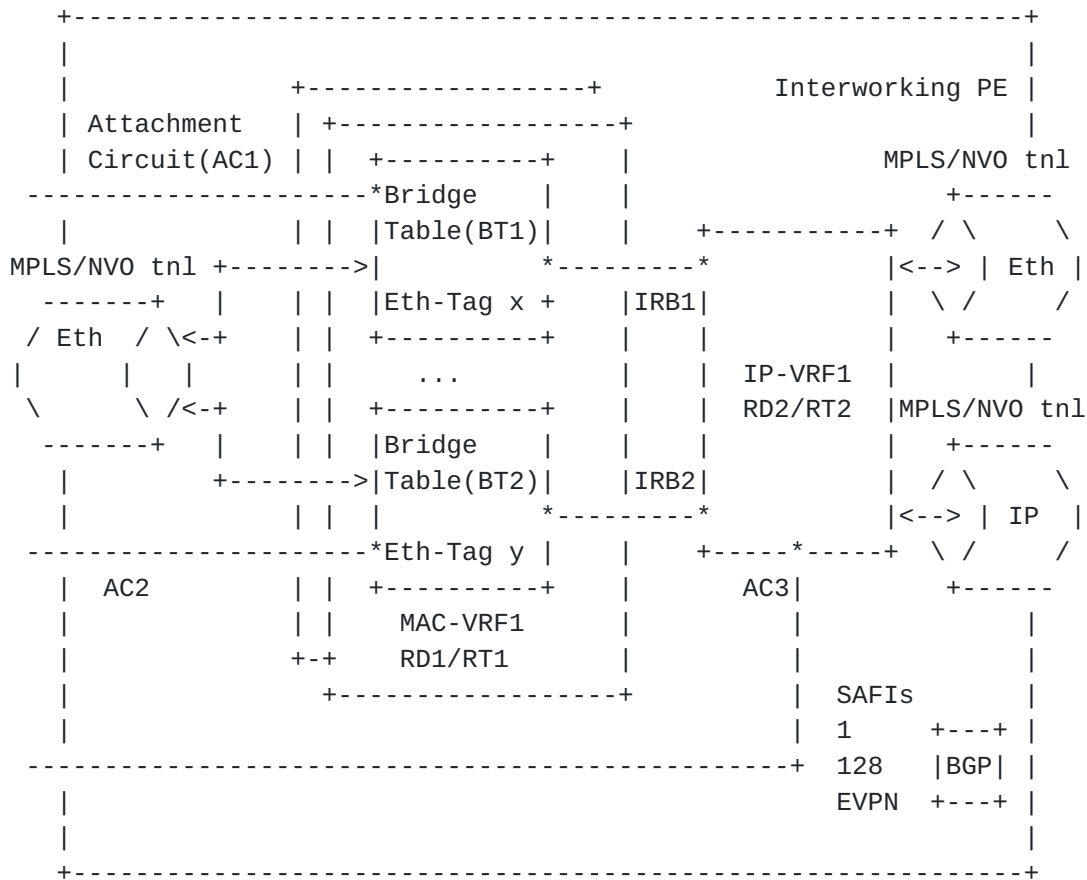 Interworking PE
Attachment
Circuit(AC1) MPLS/NVO tnl
Bridge
Table(BT1)
MPLS/NVO tnl Eth
Eth-Tag x IRB1
Eth
... IP-VRF1
RD2/RT2 MPLS/NVO tnl
Bridge
Table(BT2) IRB2
IP
Eth-Tag y
AC2 AC3
MAC-VRF1
RD1/RT1
SAFIs
1
128 BGP
EVPN